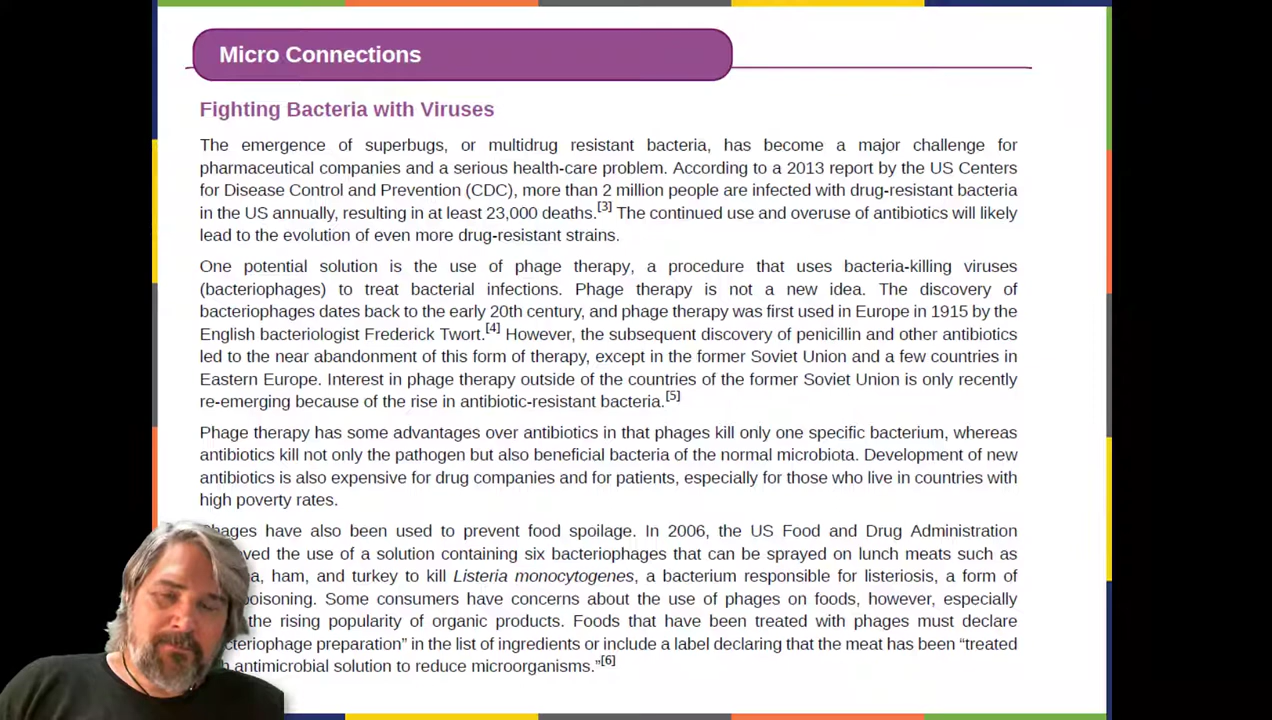 Micro Connections
Fighting Bacteria with Viruses
The emergence of superbugs, or multidrug resistant bacteria, has become a major challenge for
pharmaceutical companies and a serious health-care problem. According to a 2013 report by the US Centers
for Disease Control and Prevention (CDC), more than 2 million people are infected with drug-resistant bacteria
in the US annually, resulting in at least 23,000 deaths.[3] The continued use and overuse of antibiotics will likely
lead to the evolution of even more drug-resistant strains.
One potential solution is the use of phage therapy, a procedure that uses bacteria-killing viruses
(bacteriophages) to treat bacterial infections. Phage therapy is not a new idea. The discovery of
bacteriophages dates back to the early 20th century, and phage therapy was first used in Europe in 1915 by the
English bacteriologist Frederick Twort.[4] However, the subsequent discovery of penicillin and other antibiotics
led to the near abandonment of this form of therapy, except in the former Soviet Union and a few countries in
Eastern Europe. Interest in phage therapy outside of the countries of the former Soviet Union is only recently
re-emerging because of the rise in antibiotic-resistant bacteria.[5]
Phage therapy has some advantages over antibiotics in that phages kill only one specific bacterium, whereas
antibiotics kill not only the pathogen but also beneficial bacteria of the normal microbiota. Development of new
antibiotics is also expensive for drug companies and for patients, especially for those who live in countries with
high poverty rates.
Phages have also been used to prevent food spoilage. In 2006, the US Food and Drug Administration
the use of a solution containing six bacteriophages that can be sprayed on lunch meats such as
ham, and turkey to kill Listeria monocytogenes, a bacterium responsible for listeriosis, a form of
poisoning. Some consumers have concerns about the use of phages on foods, however, especially
the rising popularity of organic products. Foods that have been treated with phages must declare
preparation” in the list of ingredients or include a label declaring that the meat has been “treated
antimicrobial solution to reduce microorganisms.”[6]